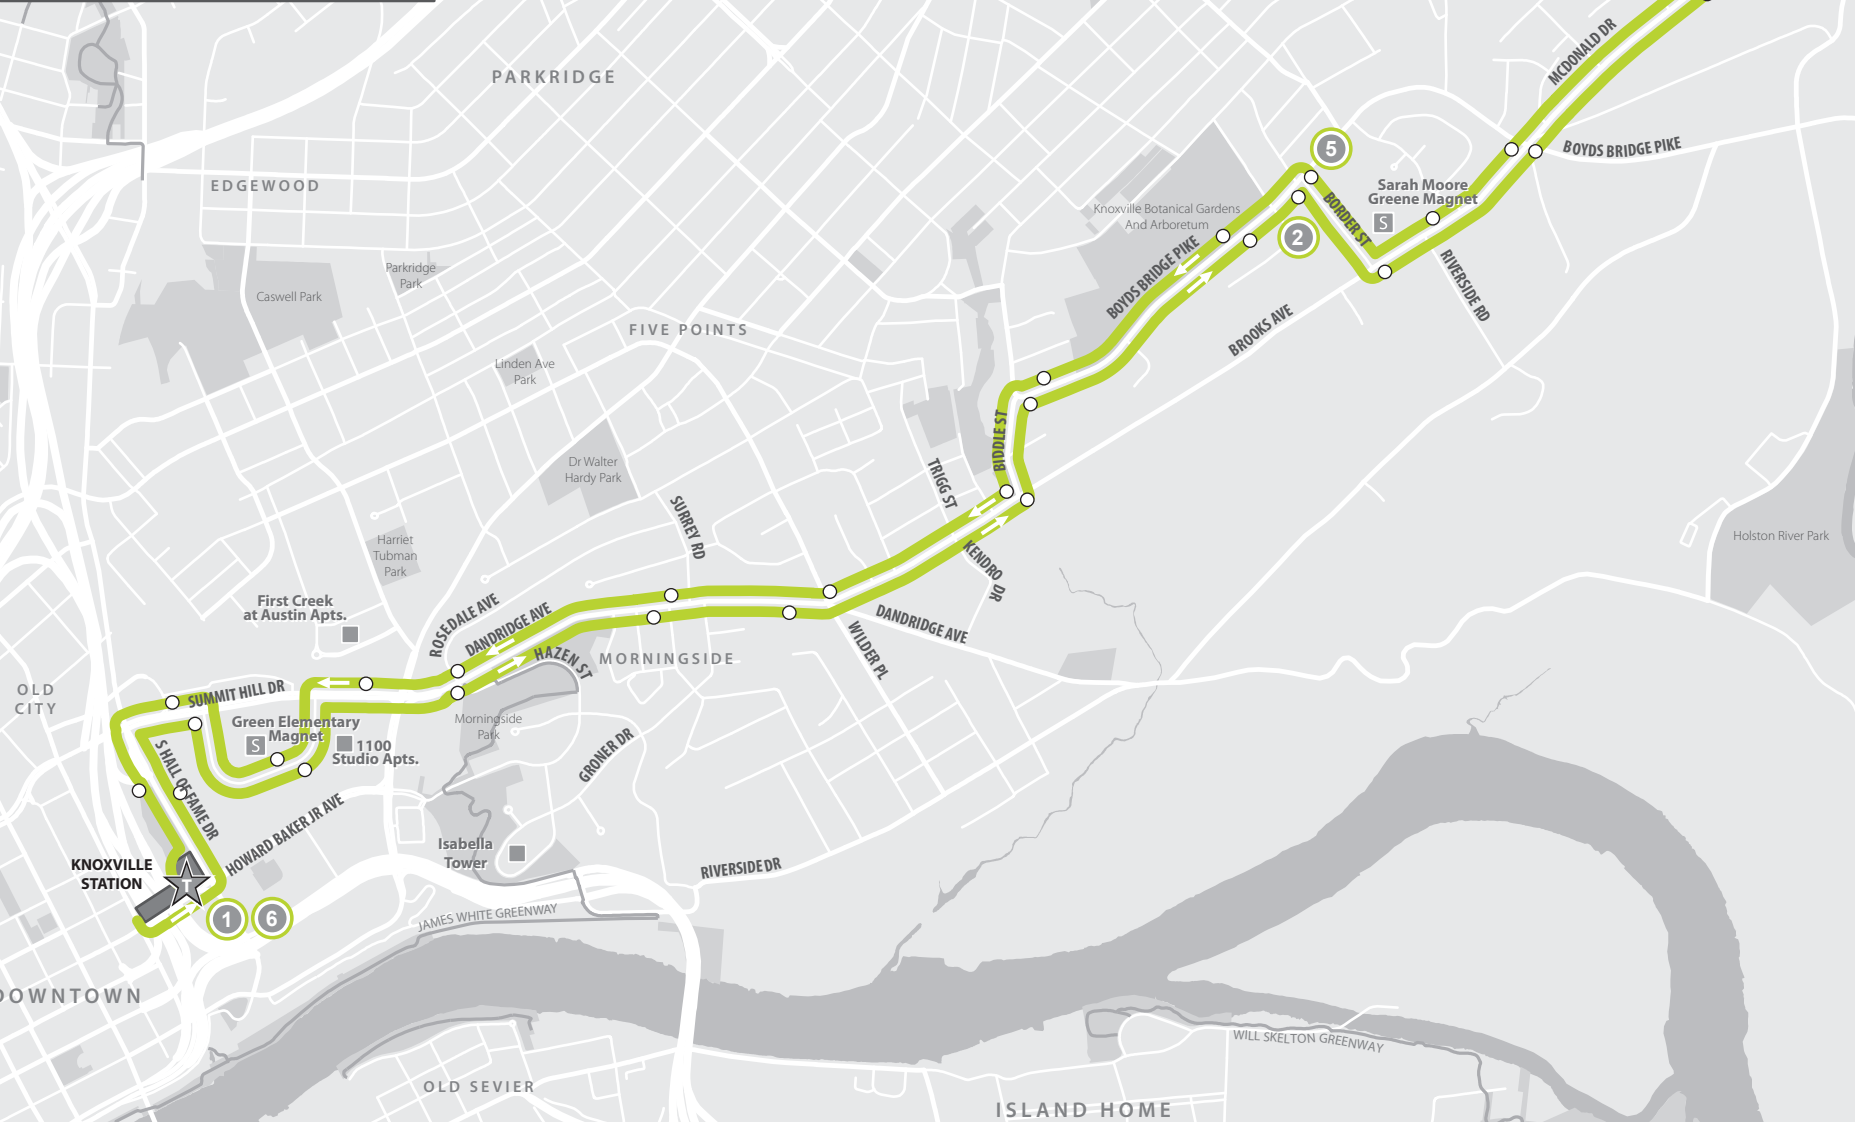 MCDONALD DR
PARKRIDGE
5
BOYDS BRIDGE PIKE
EDGEWOOD
Sarah Moore
Greene Magnet
S
BORDER ST
Knoxville Botanical Gardens
And Arboretum
2
BOYDS BRIDGE PIKE
RIVERSIDE RD
Parkridge
Park
Caswell Park
FIVE POINTS
BROOKS AVE
Linden Ave
Park
BIDDLE ST
Dr Walter
Hardy Park
TRIGG ST
SURREY RD
Harriet
Tubman
Park
Holston River Park
KENDRO
DR
First Creek
at Austin Apts.
ROSEDALE AVE
DANDRIDGE AVE
DANDRIDGE AVE
WILDER PL
HAZEN ST
MORNINGSIDE
OLD
CITY
SUMMIT HILL DR
Green Elementary
Magnet
S
1100
Studio Apts.
Morningside
Park
S HALL OF FAME DR
GRONER DR
HOWARD BAKER JR AVE
Isabella
Tower
KNOXVILLE
STATION
T
RIVERSIDE DR
1
6
JAMES WHITE GREENWAY
DOWNTOWN
WILL SKELTON GREENWAY
OLD SEVIER
ISLAND HOME